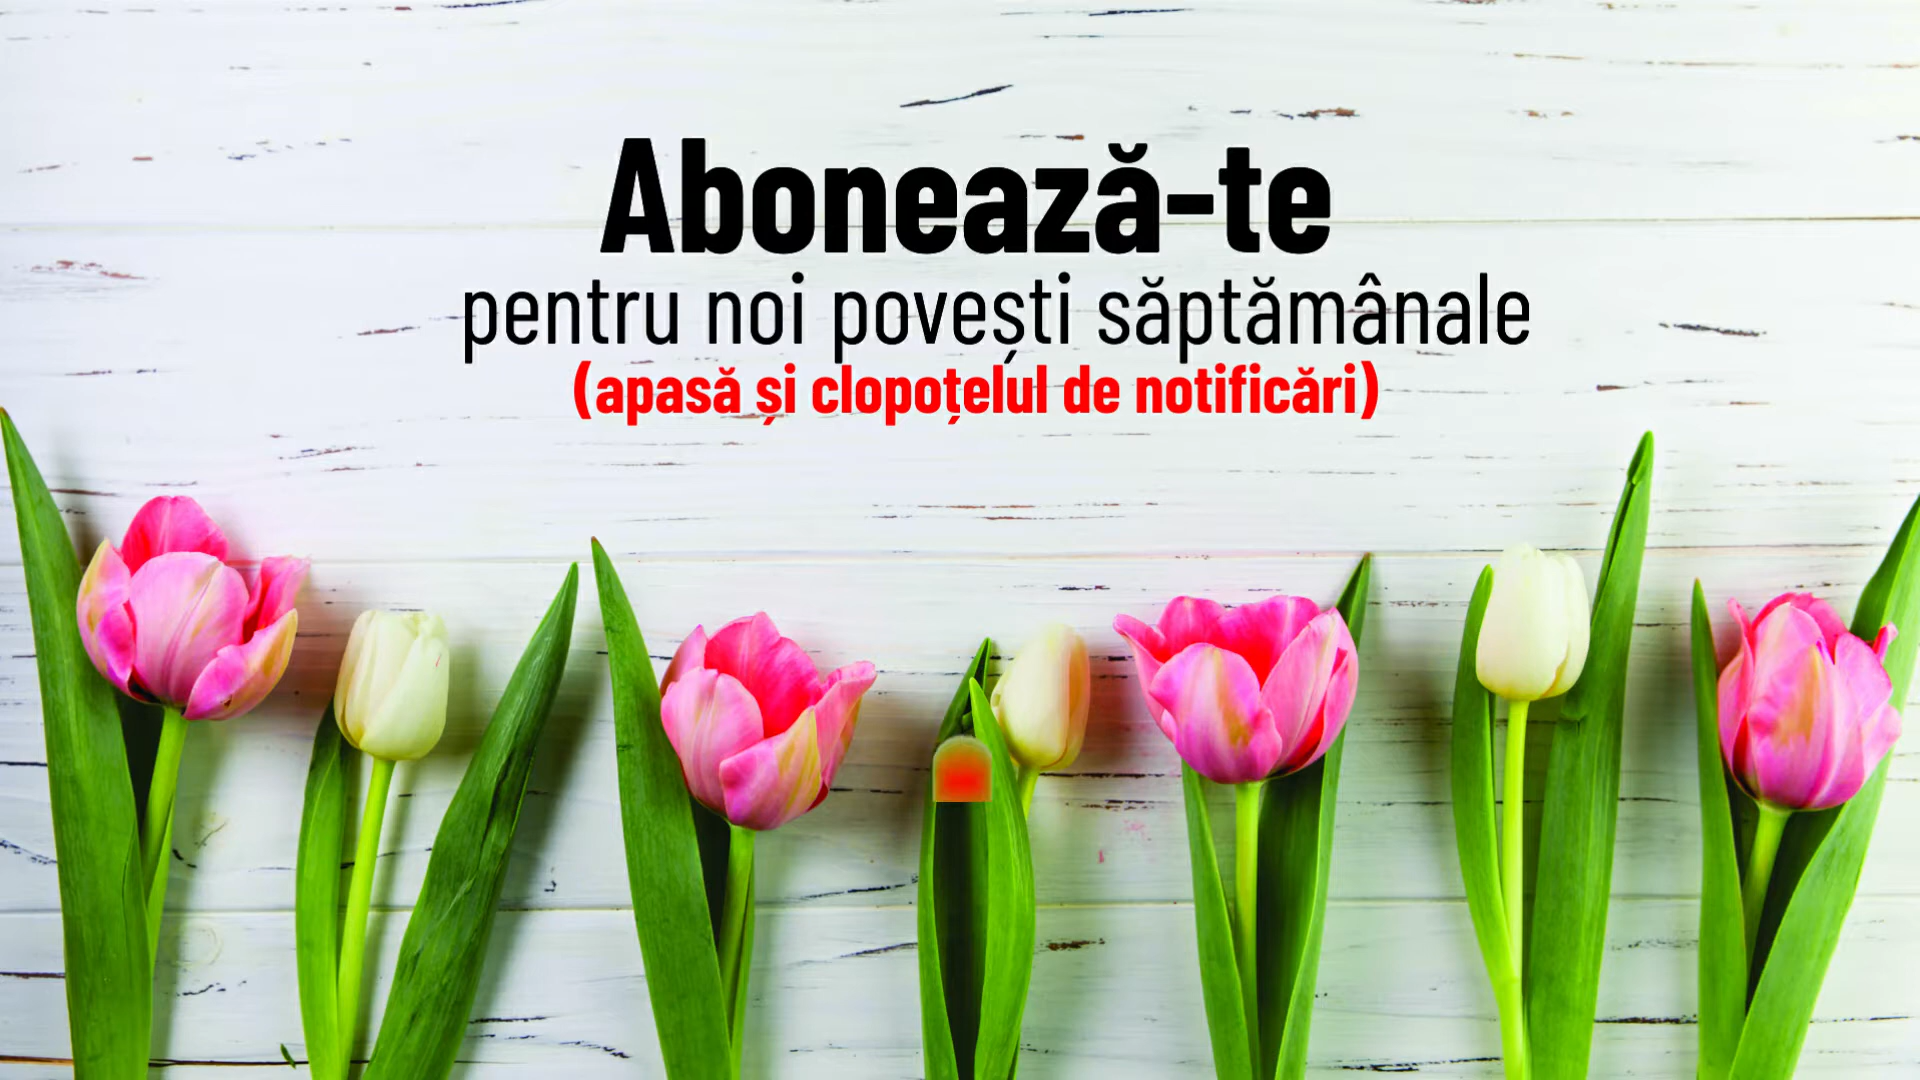 Abonează-te
pentru noi povești săptămânale
(apasă și clopoțelul de notificări)